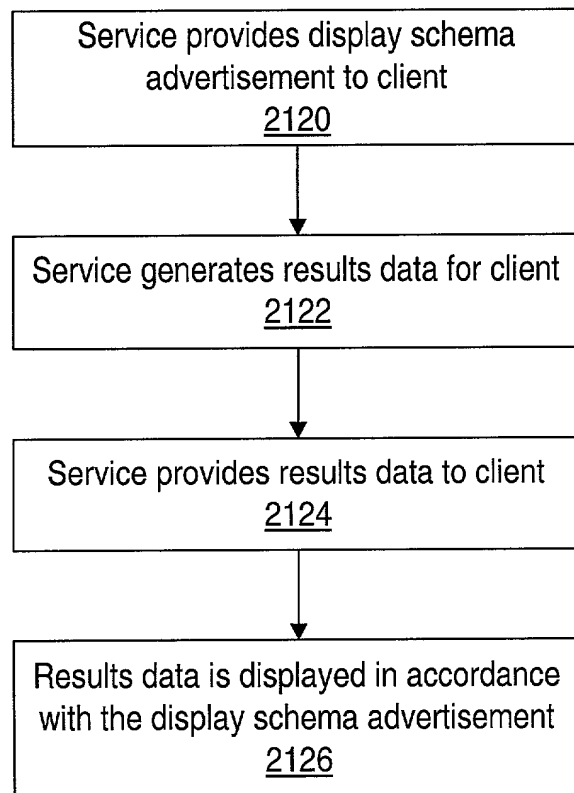 Service provides display schema
advertisement to client
2120
Service generates results data for client
2122
Service provides results data to client
2124
Results data is displayed in accordance
with the display schema advertisement
2126